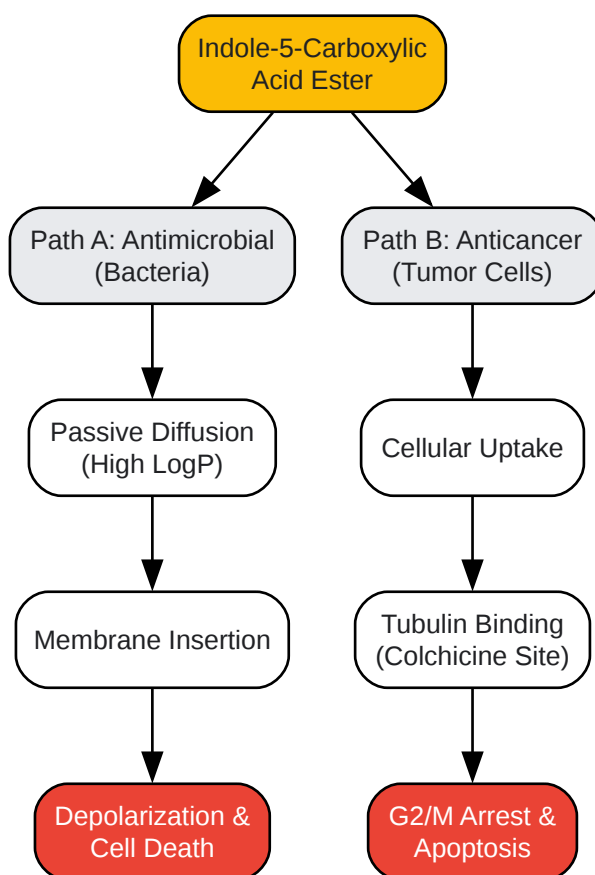 Indole-5-Carboxylic
Acid Ester
Path A: Antimicrobial
(Bacteria)
Path B: Anticancer
(Tumor Cells)
Passive Diffusion
(High LogP)
Cellular Uptake
Membrane Insertion
Tubulin Binding
(Colchicine Site)
Depolarization &
Cell Death
G2/M Arrest &
Apoptosis